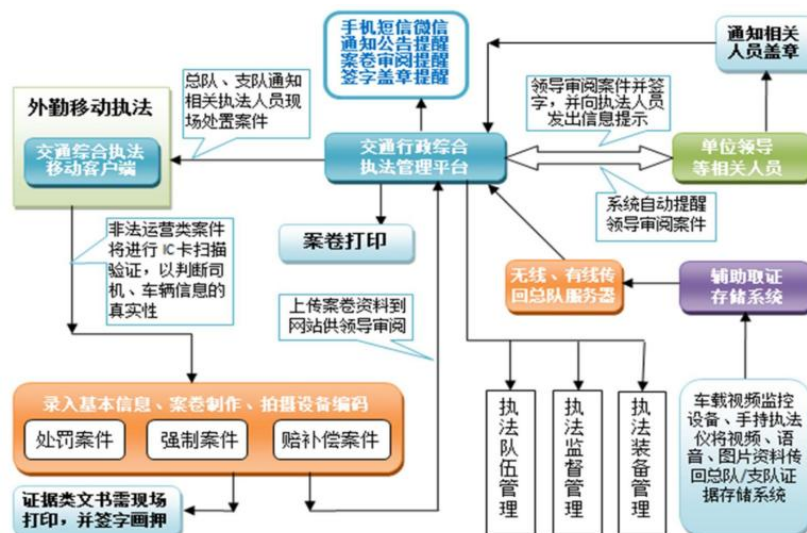 手机短信微信
通知公告提醒
案卷审阅提醒
签字盖章提醒
通知相关
人员盖章
总队、支队通知
相关执法人员现
场处置案件
领导审阅案件并签
字，并向执法人员
发出信息提示
外勤移动执法
交通综合执法
移动客户端
交通行政综合
执法管理平台
单位领导
等相关人员
系统自动提醒
领导审阅案件
非法运营类案件
将进行 IC卡扫描
验证，以判断司
机、车辆信息的
真实性
案卷打印
无线、有线传
回总队服务器
辅助取证
存储系统
上传案卷资料到
网站供领导审阅
录入基本信息、案卷制作、拍摄设备编码
处罚案件
强制案件
赔补偿案件
执法队伍管理
执法监督管理
执法装备管理
车载视频监控
设备、手持执法
仪将视频、语
音、图片资料传
回总队/支队证
据存储系统
证据类文书需现场
打印，并签字画押